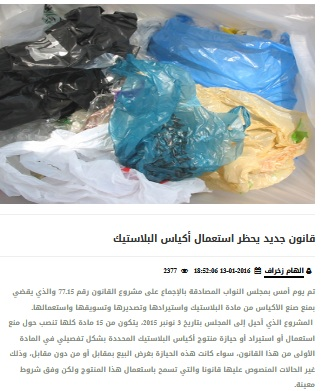 قانون جديد يحظر استعمال أكياس البلاستيك
الهام زخراف 13-01-2016 18:52:06 2377
تم يوم أمس بمجلس النواب المصادقة بالإجماع على مشروع القانون رقم 77.15 والذي يقضي
بمنع صنع الأكياس من مادة البلاستيك واستيرادها وتصديرها وتسويقها واستعمالها.
المشروع الذي أحيل إلى المجلس بتاريخ 3 نونبر 2015، يتكون من 15 مادة كلها تنصب حول منع
استعمال أو استيراد أو حيازة منتوج أكياس البلاستيك المحددة بشكل تفصيلي في المادة
الأولى من هذا القانون، سواء كانت هذه الحيازة بغرض البيع بمقابل أو من دون مقابل، وذلك
غير الحالات المنصوص عليها قانونيا والتي تسمح باستعمال هذا المنتوج ولكن وفق شروط
معينة.